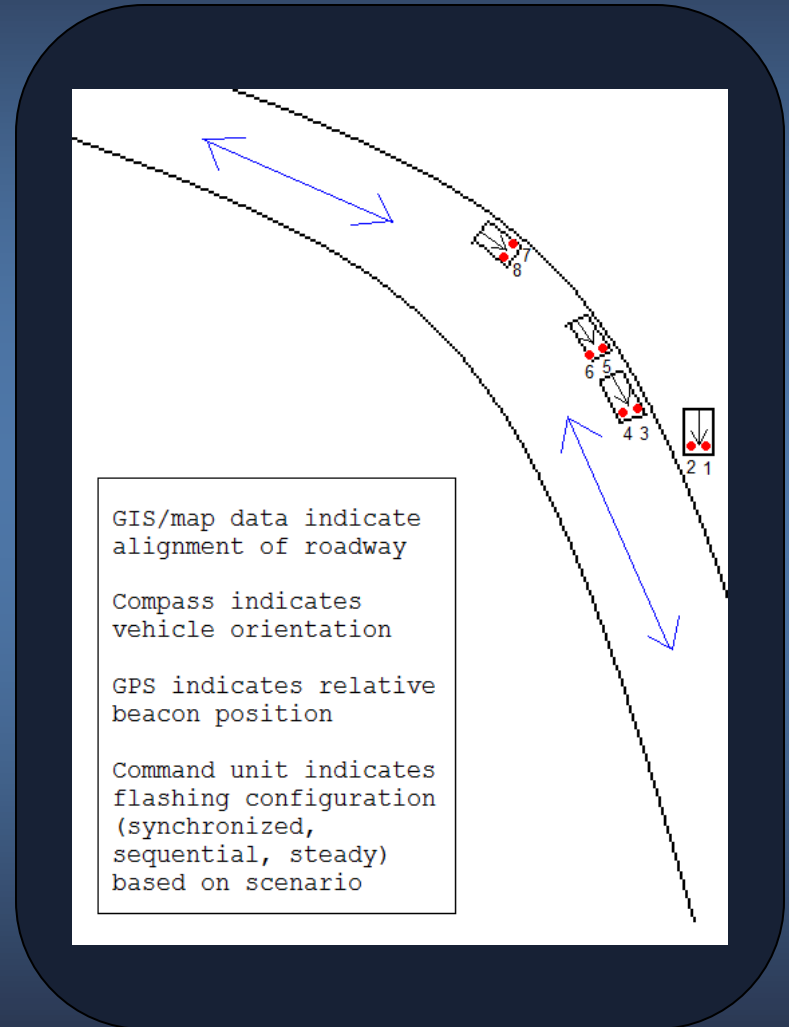 7
8
6 5
4 3
2 1
GIS/map data indicate
alignment of roadway
Compass indicates
vehicle orientation
GPS indicates relative
beacon position
Command unit indicates
flashing configuration
(synchronized,
sequential, steady)
based on scenario